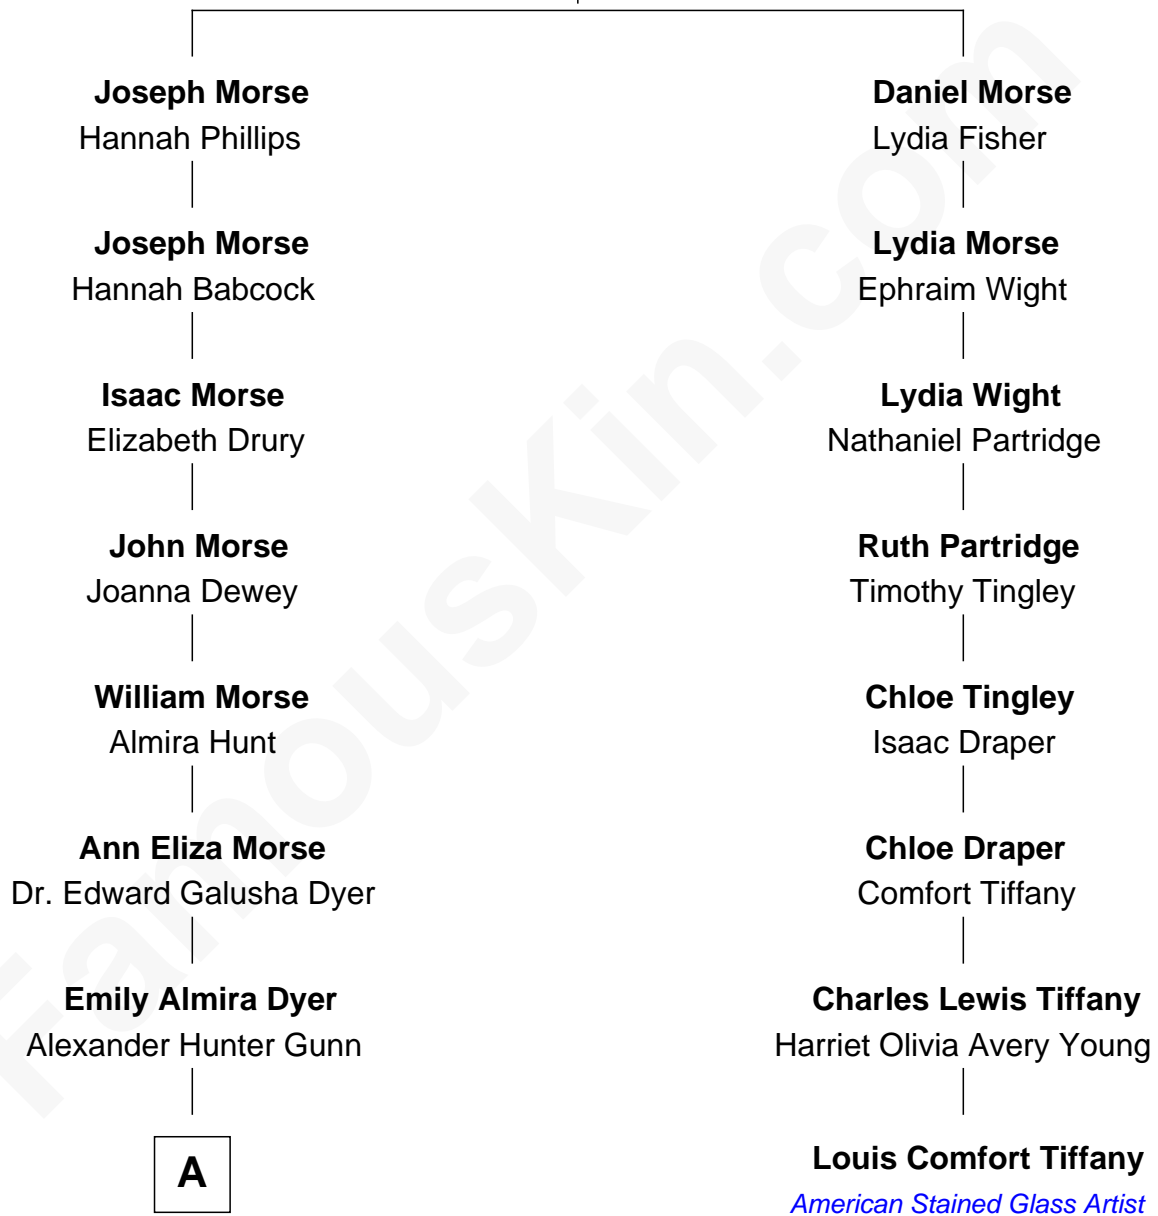 Joseph Morse
Hannah Phillips
Daniel Morse
Lydia Fisher
Joseph Morse
Hannah Babcock
Lydia Morse
Ephraim Wight
Isaac Morse
Elizabeth Drury
Lydia Wight
Nathaniel Partridge
John Morse
Joanna Dewey
Ruth Partridge
Timothy Tingley
William Morse
Almira Hunt
Chloe Tingley
Isaac Draper
Ann Eliza Morse
Dr. Edward Galusha Dyer
Chloe Draper
Comfort Tiffany
Emily Almira Dyer
Alexander Hunter Gunn
Charles Lewis Tiffany
Harriet Olivia Avery Young
A
Louis Comfort Tiffany
American Stained Glass Artist
FamousKin.com